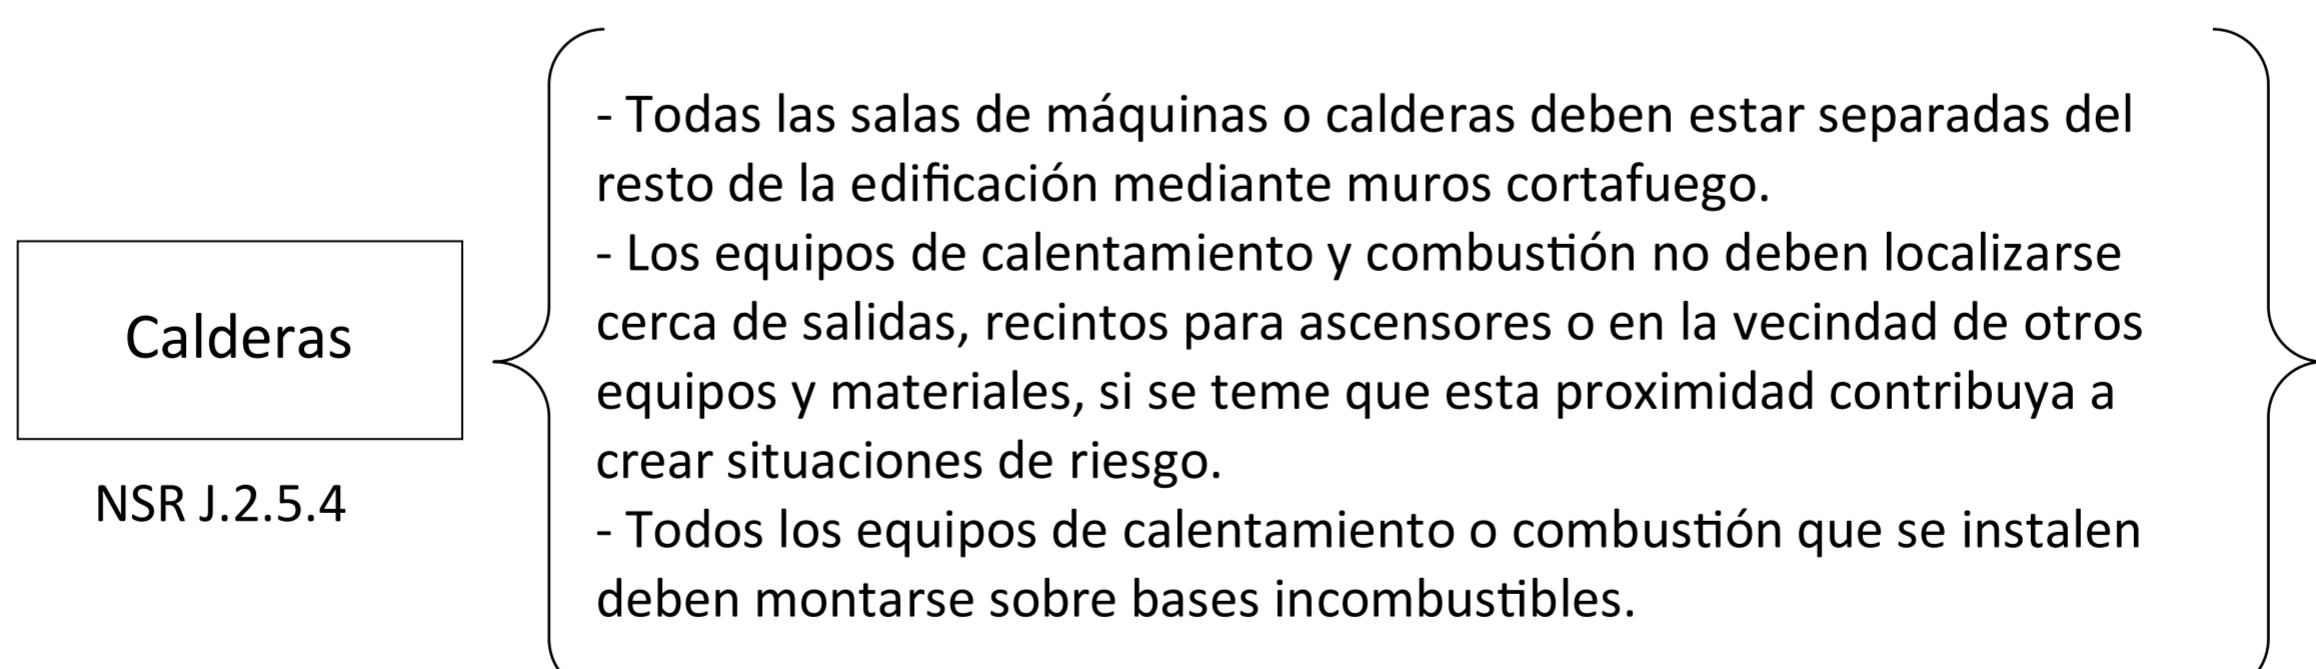 Calderas
NSR J.2.5.4
- Todas las salas de máquinas o calderas deben estar separadas del
resto de la edificación mediante muros cortafuego.
- Los equipos de calentamiento y combustión no deben localizarse
cerca de salidas, recintos para ascensores o en la vecindad de otros
equipos y materiales, si se teme que esta proximidad contribuya a
crear situaciones de riesgo.
- Todos los equipos de calentamiento o combustión que se instalen
deben montarse sobre bases incombustibles.